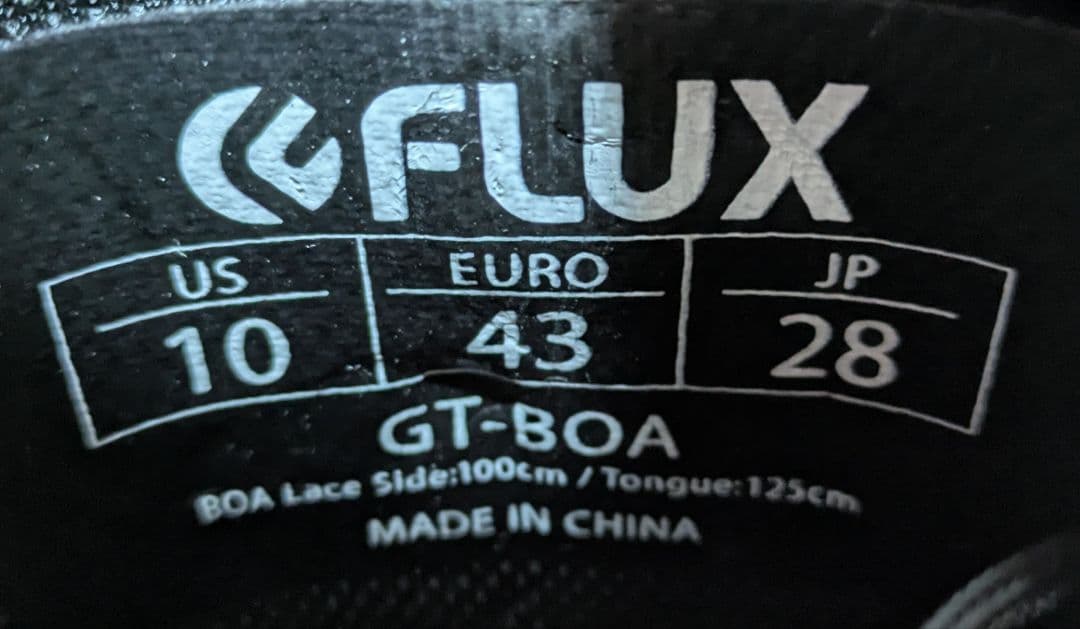 FLUX
US EURO JP
10 43 28
GT-BOA
BOA Lace Side:100cm / Tongue:125cm
MADE IN CHINA